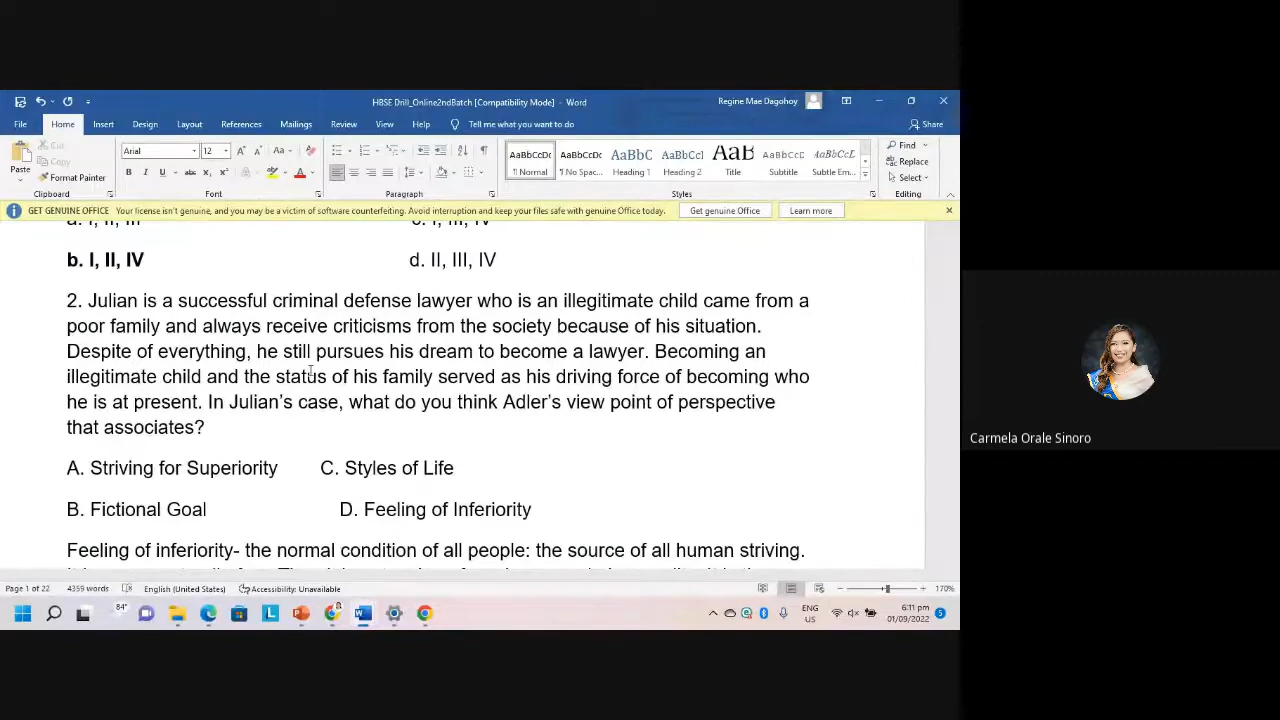 HBSE Drill_Online2ndBatch [Compatibility Mode] - Word
Regine Mae Dagohoy
File Home Insert Design Layout References Mailings Review View Help Tell me what you want to do
Share
Paste
Cut
Copy
Format Painter
Clipboard
Arial 12
Font
Paragraph
AaBbCcDc AaBbCcDc AaBbC AaBbCcl AaB AaBbCcD AaBbCcL
¶ Normal ¶ No Spac... Heading 1 Heading 2 Title Subtitle Subtle Em...
Styles
Find
Replace
Select
Editing
GET GENUINE OFFICE Your license isn't genuine, and you may be a victim of software counterfeiting. Avoid interruption and keep your files safe with genuine Office today. Get genuine Office Learn more
a. I, II, III c. I, III, IV
b. I, II, IV d. II, III, IV
2. Julian is a successful criminal defense lawyer who is an illegitimate child came from a
poor family and always receive criticisms from the society because of his situation.
Despite of everything, he still pursues his dream to become a lawyer. Becoming an
illegitimate child and the status of his family served as his driving force of becoming who
he is at present. In Julian's case, what do you think Adler's view point of perspective
that associates?
A. Striving for Superiority C. Styles of Life
B. Fictional Goal D. Feeling of Inferiority
Feeling of inferiority- the normal condition of all people: the source of all human striving.
Page 1 of 22 4359 words English (United States) Accessibility: Unavailable 170%
84°
ENG
US
6:11 pm
01/09/2022
5
Carmela Orale Sinoro